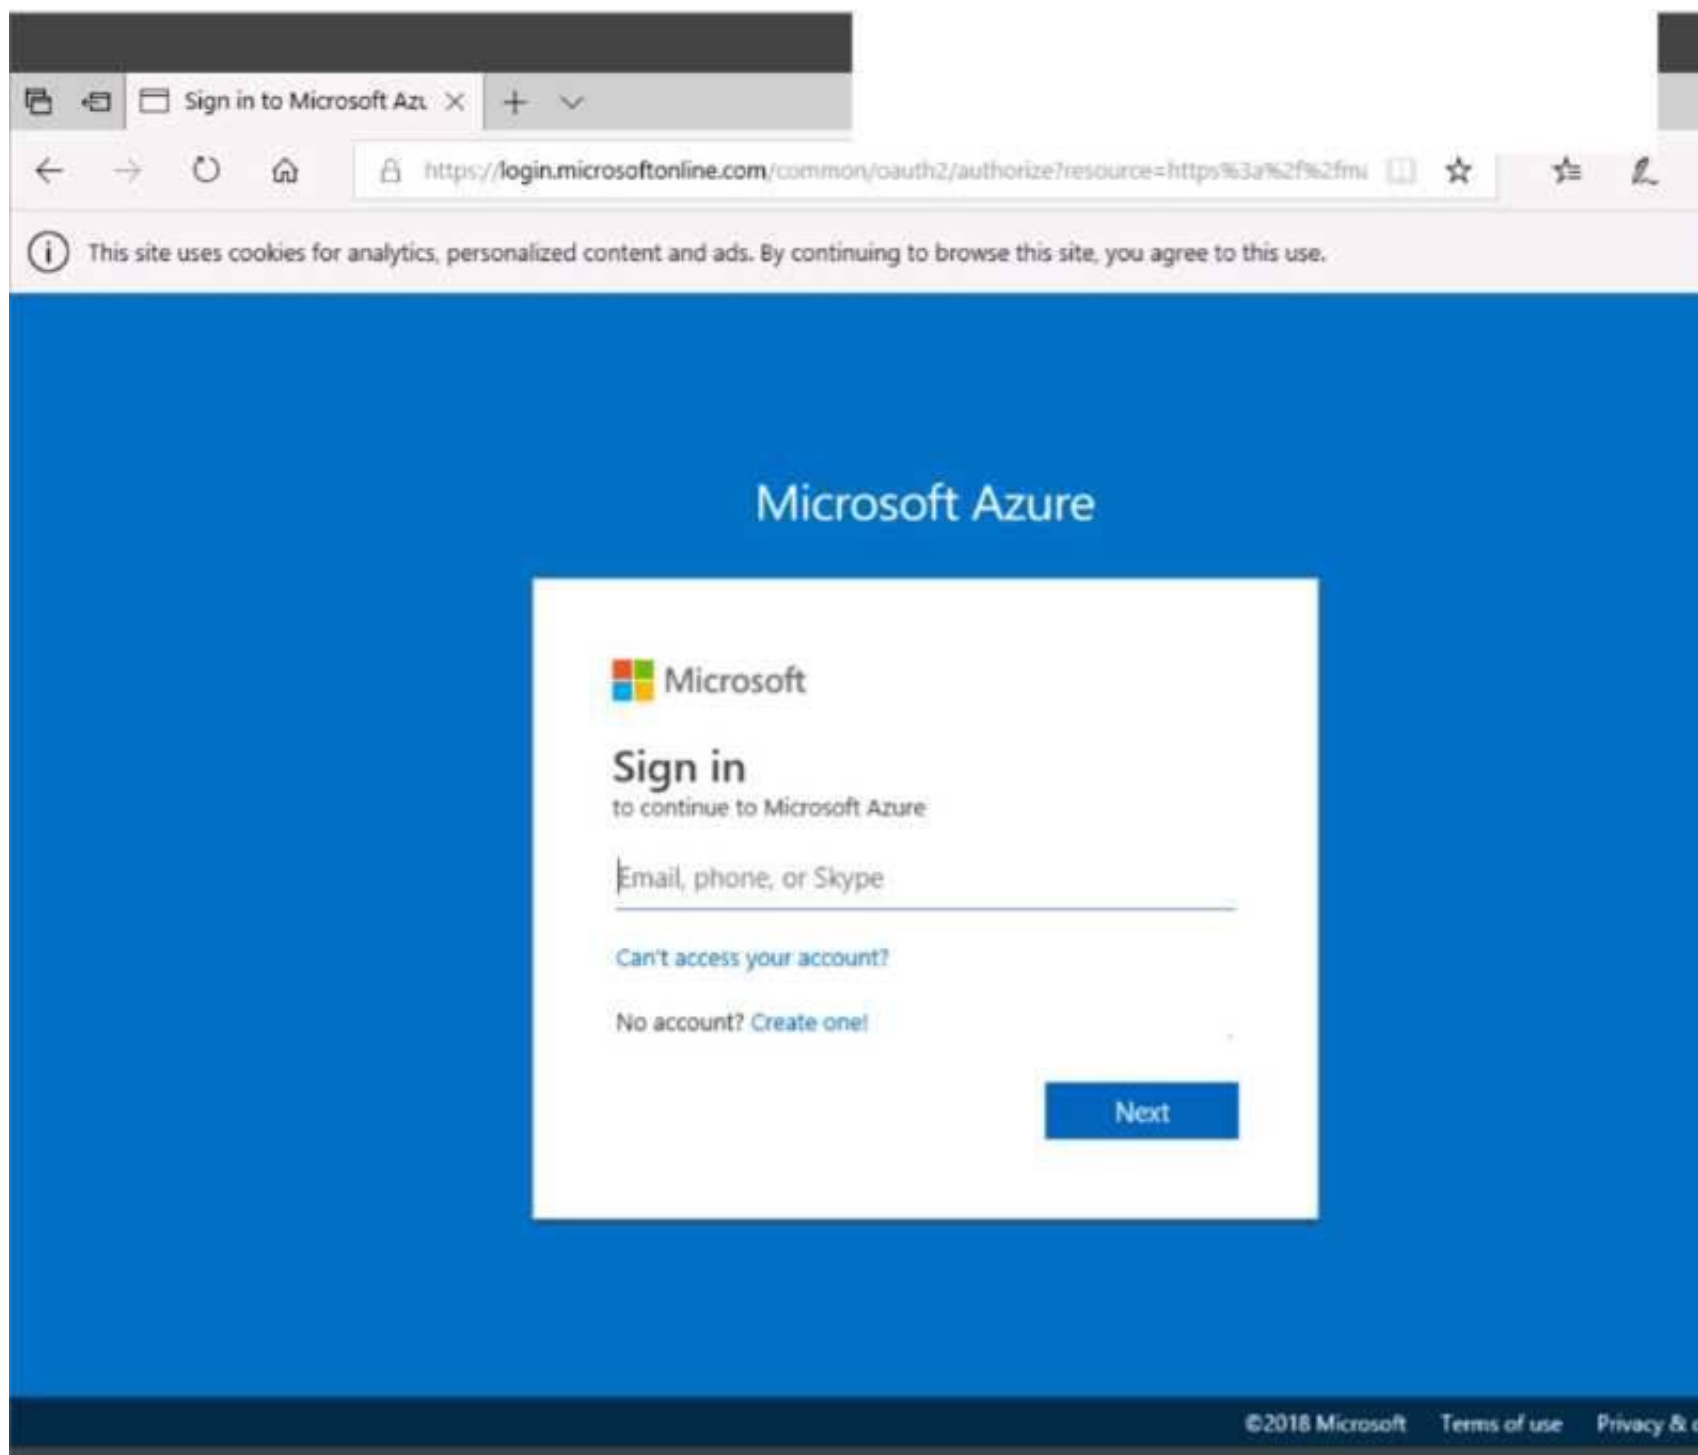 Sign in to Microsoft Azu
https://login.microsoftonline.com/common/oauth2/authorize?resource=https%3a%2f%2fm
This site uses cookies for analytics, personalized content and ads. By continuing to browse this site, you agree to this use.
Microsoft Azure
Microsoft
Sign in
to continue to Microsoft Azure
Email, phone, or Skype
Can't access your account?
No account? Create one!
Next
©2018 Microsoft Terms of use Privacy &